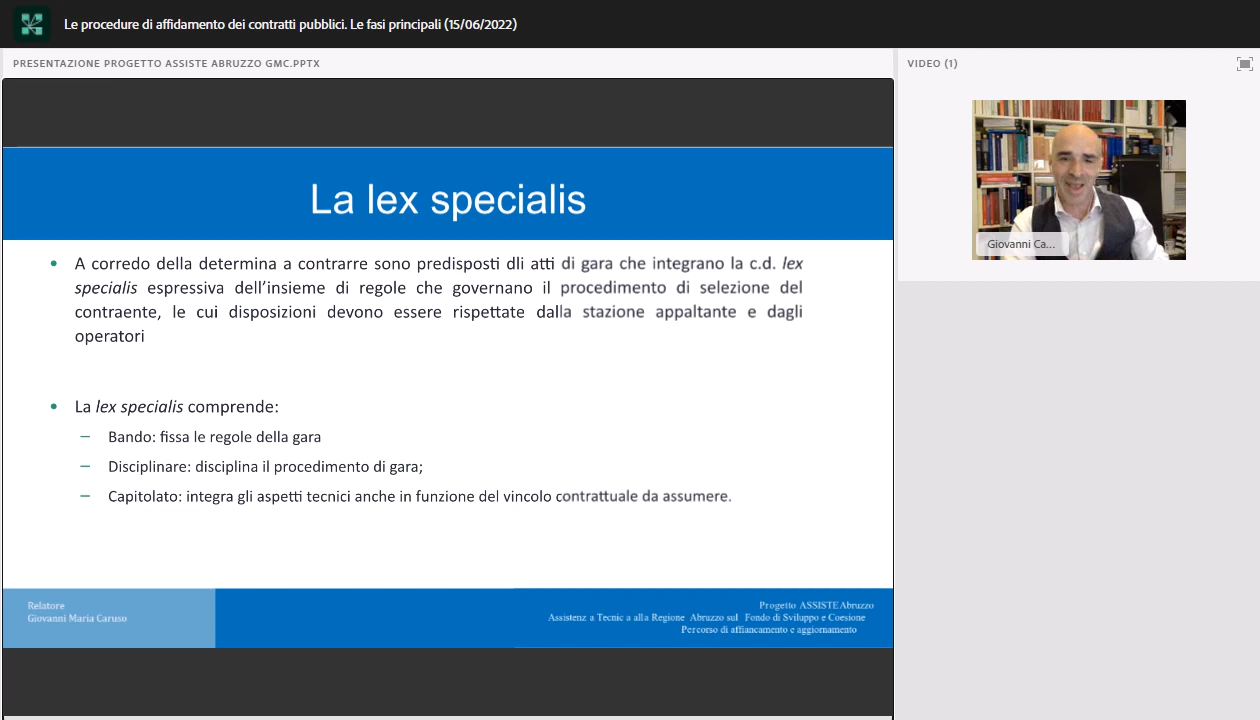 Le procedure di affidamento dei contratti pubblici. Le fasi principali (15/06/2022)
PRESENTAZIONE PROGETTO ASSISTE ABRUZZO GMC.PPTX
VIDEO (1)
La lex specialis
• A corredo della determina a contrarre sono predisposti dli atti di gara che integrano la c.d. lex
specialis espressiva dell'insieme di regole che governano il procedimento di selezione del
contraente, le cui disposizioni devono essere rispettate dalla stazione appaltante e dagli
operatori
• La lex specialis comprende:
– Bando: fissa le regole della gara
– Disciplinare: disciplina il procedimento di gara;
– Capitolato: integra gli aspetti tecnici anche in funzione del vincolo contrattuale da assumere.
Giovanni Ca...
Relatore
Giovanni Maria Caruso
Progetto ASSISTE Abruzzo
Assistenz a Tecnic a alla Regione Abruzzo sul Fondo di Sviluppo e Coesione
Percorso di affiancamento e aggiornamento